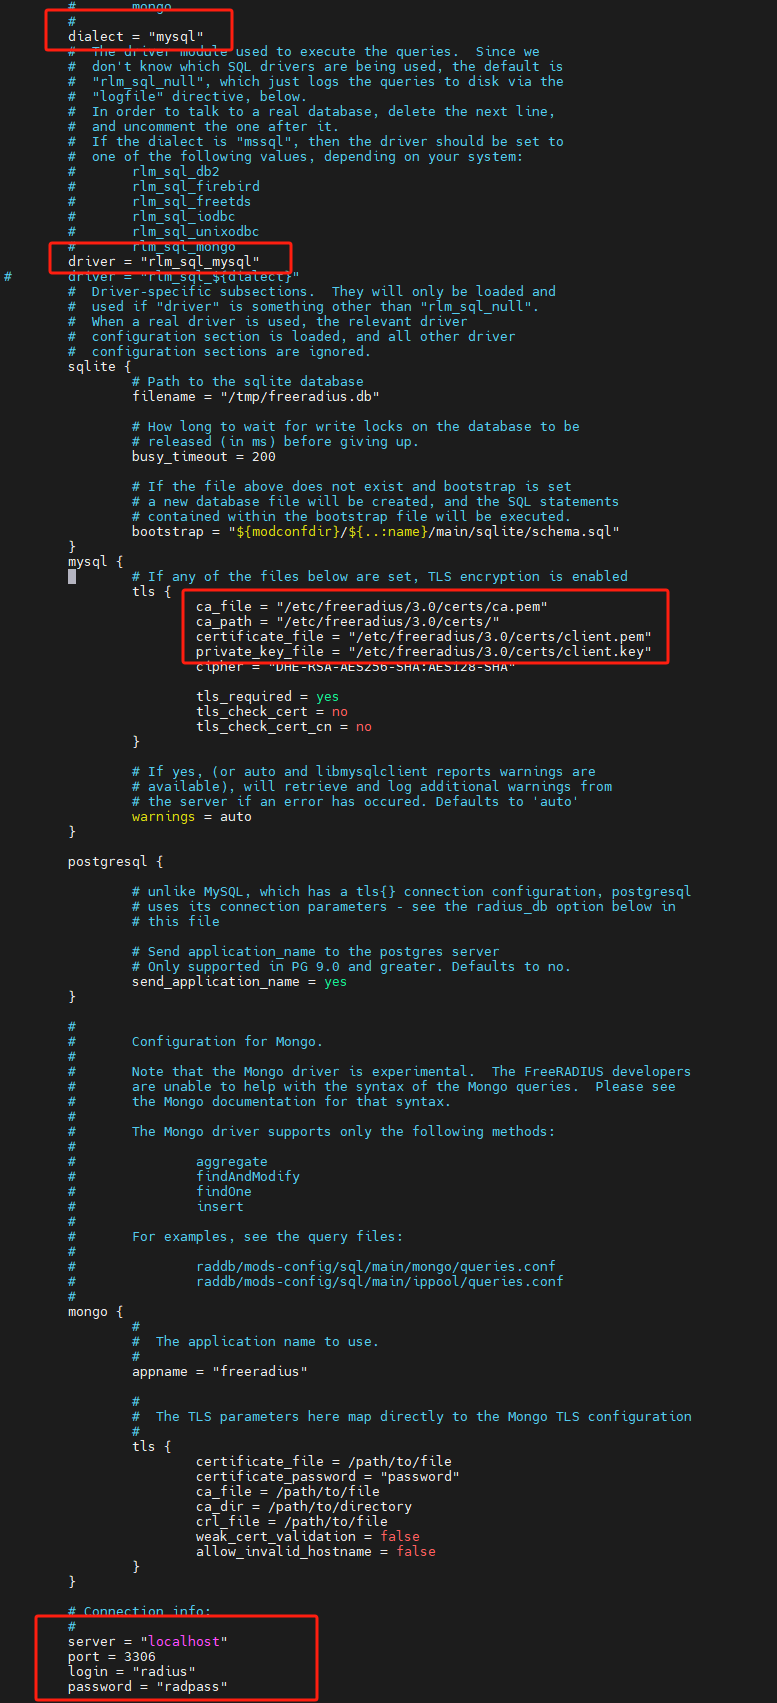 #       mongo
#
dialect = "mysql"
#  The driver module used to execute the queries.  Since we
#  don't know which SQL drivers are being used, the default is
#  "rlm_sql_null", which just logs the queries to disk via the
#  "logfile" directive, below.
#  In order to talk to a real database, delete the next line,
#  and uncomment the one after it.
#  If the dialect is "mssql", then the driver should be set to
#  one of the following values, depending on your system:
#       rlm_sql_db2
#       rlm_sql_firebird
#       rlm_sql_freetds
#       rlm_sql_iodbc
#       rlm_sql_unixodbc
#       rlm_sql_mongo
driver = "rlm_sql_mysql"
#       driver = "rlm_sql_${dialect}"
#  Driver-specific subsections.  They will only be loaded and
#  used if "driver" is something other than "rlm_sql_null".
#  When a real driver is used, the relevant driver
#  configuration section is loaded, and all other driver
#  configuration sections are ignored.
sqlite {
# Path to the sqlite database
filename = "/tmp/freeradius.db"
# How long to wait for write locks on the database to be
# released (in ms) before giving up.
busy_timeout = 200
# If the file above does not exist and bootstrap is set
# a new database file will be created, and the SQL statements
# contained within the bootstrap file will be executed.
bootstrap = "${modconfdir}/${..:name}/main/sqlite/schema.sql"
}
mysql {
# If any of the files below are set, TLS encryption is enabled
tls {
ca_file = "/etc/freeradius/3.0/certs/ca.pem"
ca_path = "/etc/freeradius/3.0/certs/"
certificate_file = "/etc/freeradius/3.0/certs/client.pem"
private_key_file = "/etc/freeradius/3.0/certs/client.key"
cipher = "DHE-RSA-AES256-SHA:AES128-SHA"
tls_required = yes
tls_check_cert = no
tls_check_cert_cn = no
}
# If yes, (or auto and libmysqlclient reports warnings are
# available), will retrieve and log additional warnings from
# the server if an error has occured. Defaults to 'auto'
warnings = auto
}
postgresql {
# unlike MySQL, which has a tls{} connection configuration, postgresql
# uses its connection parameters - see the radius_db option below in
# this file
# Send application_name to the postgres server
# Only supported in PG 9.0 and greater. Defaults to no.
send_application_name = yes
}
#
#       Configuration for Mongo.
#
#       Note that the Mongo driver is experimental.  The FreeRADIUS developers
#       are unable to help with the syntax of the Mongo queries.  Please see
#       the Mongo documentation for that syntax.
#
#       The Mongo driver supports only the following methods:
#
#               aggregate
#               findAndModify
#               findOne
#               insert
#
#       For examples, see the query files:
#
#               raddb/mods-config/sql/main/mongo/queries.conf
#               raddb/mods-config/sql/main/ippool/queries.conf
#
mongo {
#
#  The application name to use.
#
appname = "freeradius"
#
#  The TLS parameters here map directly to the Mongo TLS configuration
#
tls {
certificate_file = /path/to/file
certificate_password = "password"
ca_file = /path/to/file
ca_dir = /path/to/directory
crl_file = /path/to/file
weak_cert_validation = false
allow_invalid_hostname = false
}
}
# Connection info:
#
server = "localhost"
port = 3306
login = "radius"
password = "radpass"